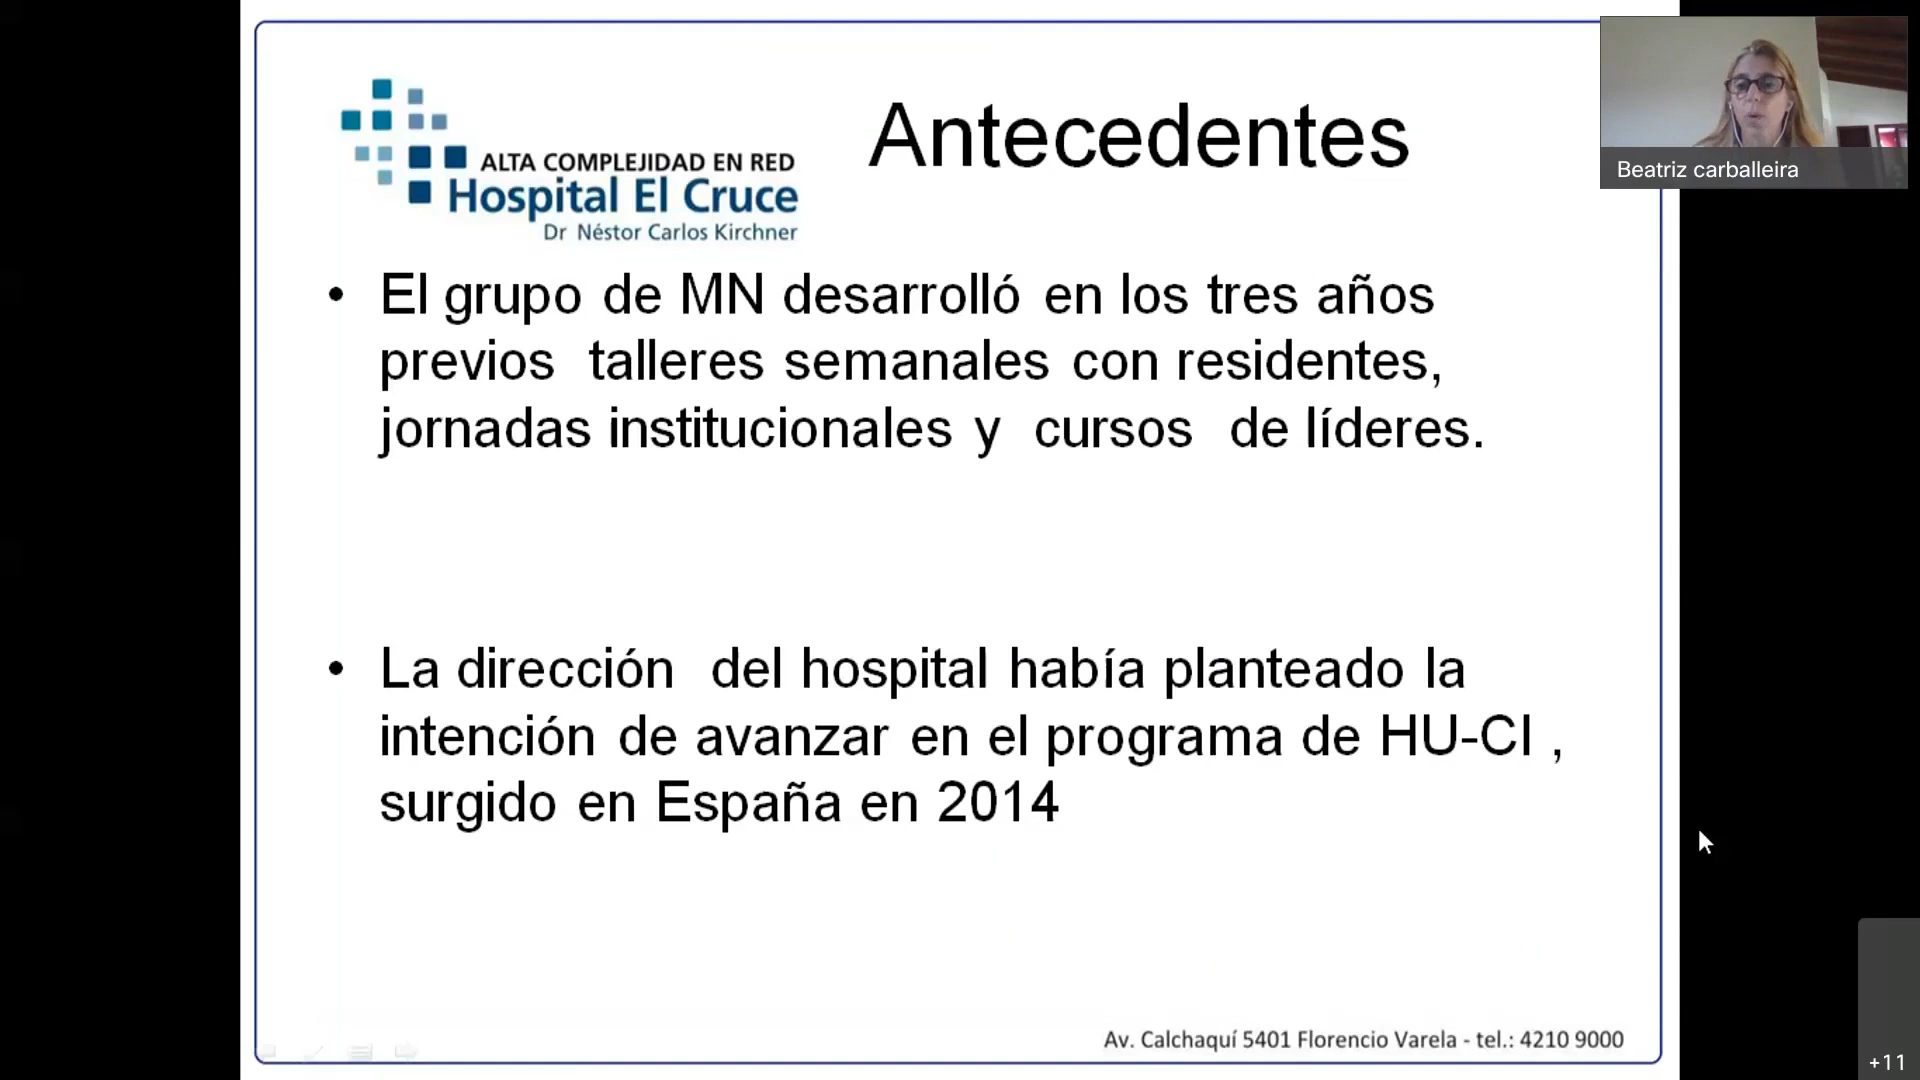 ALTA COMPLEJIDAD EN RED
Hospital El Cruce
Dr Néstor Carlos Kirchner
Antecedentes
Beatriz carballeira
• El grupo de MN desarrolló en los tres años
previos talleres semanales con residentes,
jornadas institucionales y cursos de líderes.
• La dirección del hospital había planteado la
intención de avanzar en el programa de HU-CI ,
surgido en España en 2014
Av. Calchaquí 5401 Florencio Varela - tel.: 4210 9000
+11